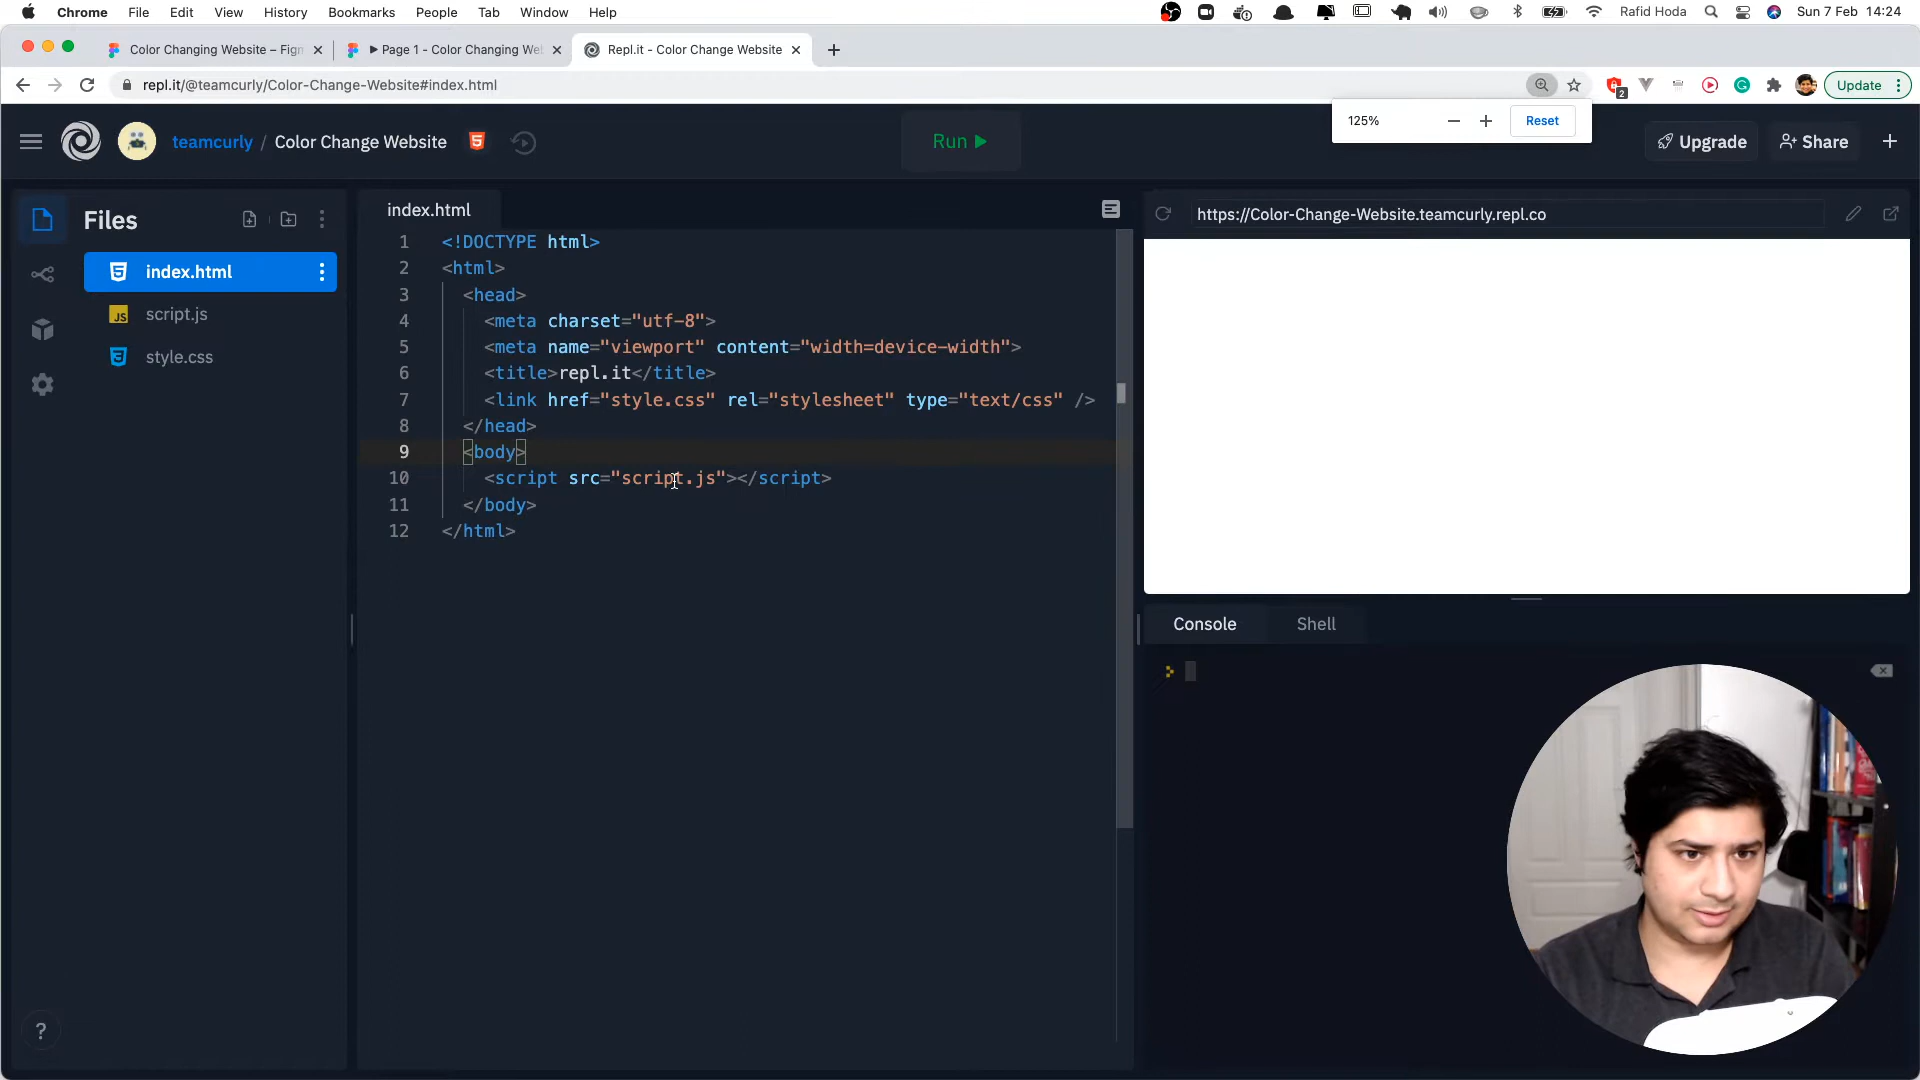 Chrome File Edit View History Bookmarks People Tab Window Help Rafid Hoda Sun 7 Feb 14:24
Color Changing Website – Figm Page 1 - Color Changing We Repl.it - Color Change Website
repl.it/@teamcurly/Color-Change-Website#index.html 2 Update
125% Reset
teamcurly / Color Change Website Run Upgrade Share
Files index.html https://Color-Change-Website.teamcurly.repl.co
index.html
JS script.js
style.css
1 <!DOCTYPE html>
2 <html>
3 <head>
4 <meta charset="utf-8">
5 <meta name="viewport" content="width=device-width">
6 <title>repl.it</title>
7 <link href="style.css" rel="stylesheet" type="text/css" />
8 </head>
9 <body>
10 <script src="script.js"></script>
11 </body>
12 </html>
Console Shell
?